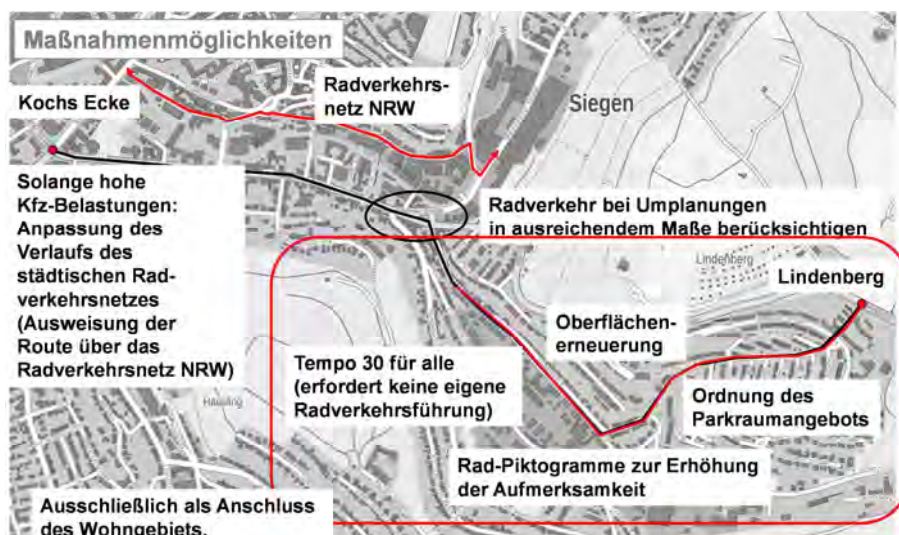 Maßnahmenmöglichkeiten
Kochs Ecke
Radverkehrs-
netz NRW
Siegen
Solange hohe
Kfz-Belastungen:
Anpassung des
Verlaufs des
städtischen Rad-
verkehrsnetzes
(Ausweisung der
Route über das
Radverkehrsnetz NRW)
Radverkehr bei Umplanungen
in ausreichendem Maße berücksichtigen
Lindenberg
Lindenberg
Oberflächen-
erneuerung
Tempo 30 für alle
(erfordert keine eigene
Radverkehrsführung)
Ordnung des
Parkraumangebots
Rad-Piktogramme zur Erhöhung
der Aufmerksamkeit
Häusling
Ausschließlich als Anschluss
des Wohngebiets.